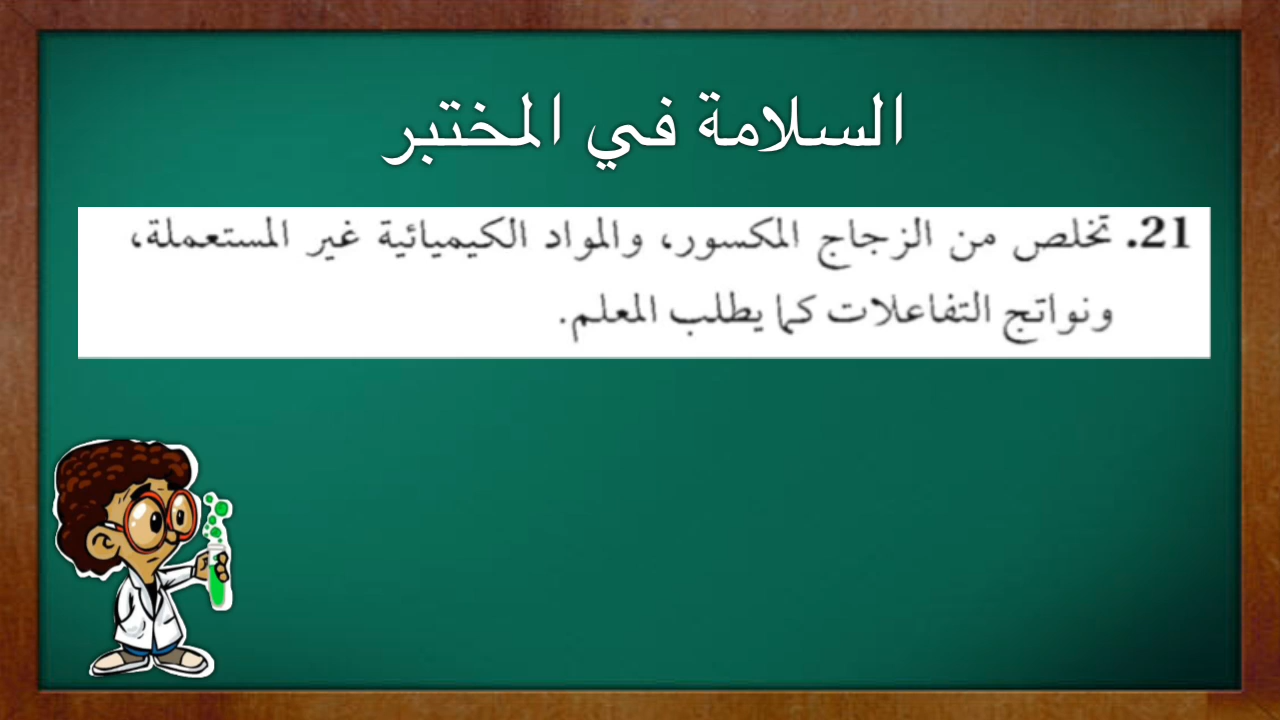 السلامة في المختبر
21. تخلص من الزجاج المكسور، والمواد الكيميائية غير المستعملة،
ونواتج التفاعلات كما يطلب المعلم.